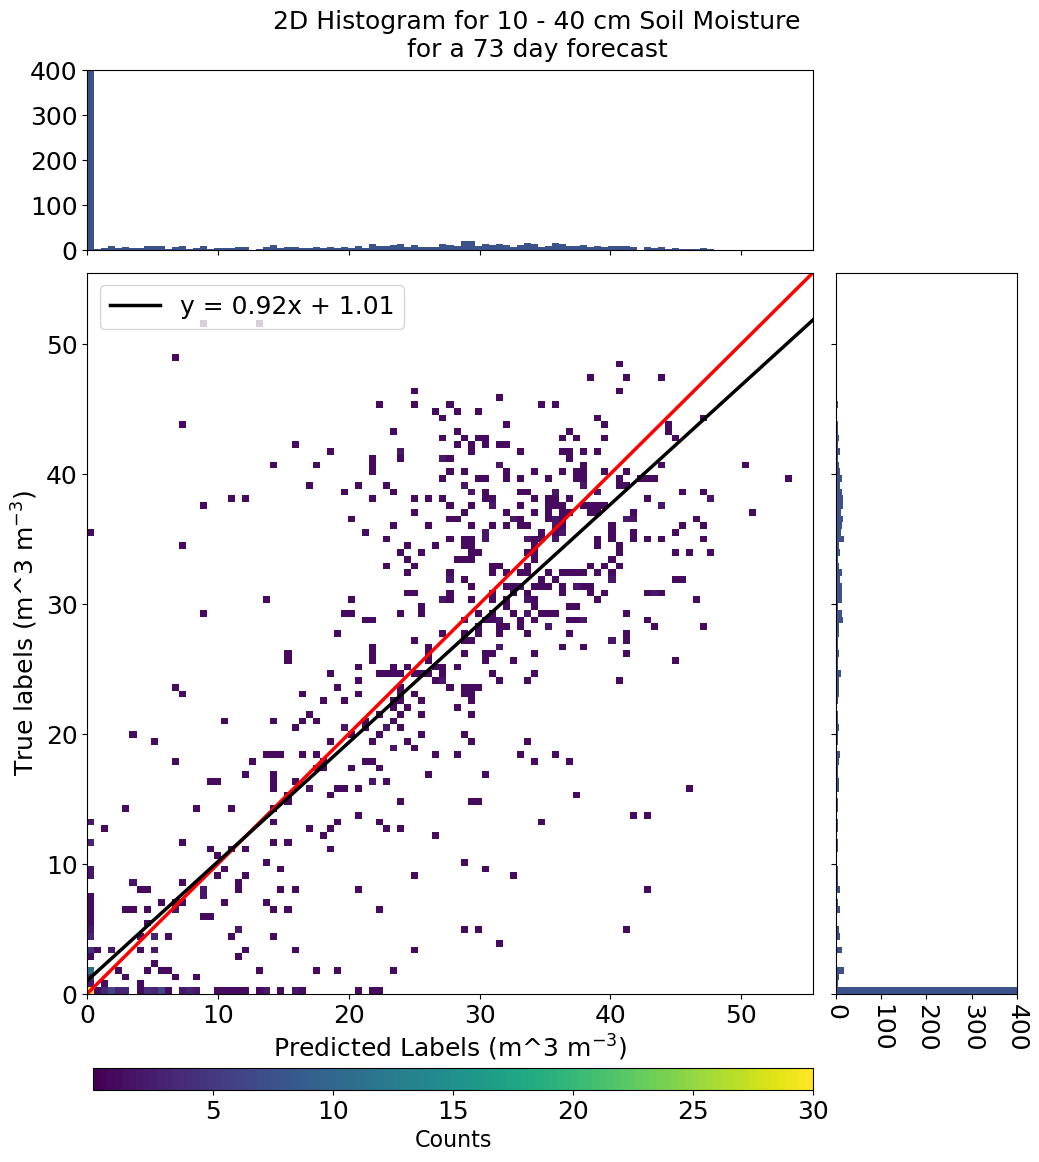 2D Histogram for 10 - 40 cm Soil Moisture
for a 73 day forecast
400
300
200
100
0
y = 0.92x + 1.01
50
40
30
20
10
0
True labels (m^3 m⁻³)
0 10 20 30 40 50
Predicted Labels (m^3 m⁻³)
0 100 200 300 400
5 10 15 20 25 30
Counts